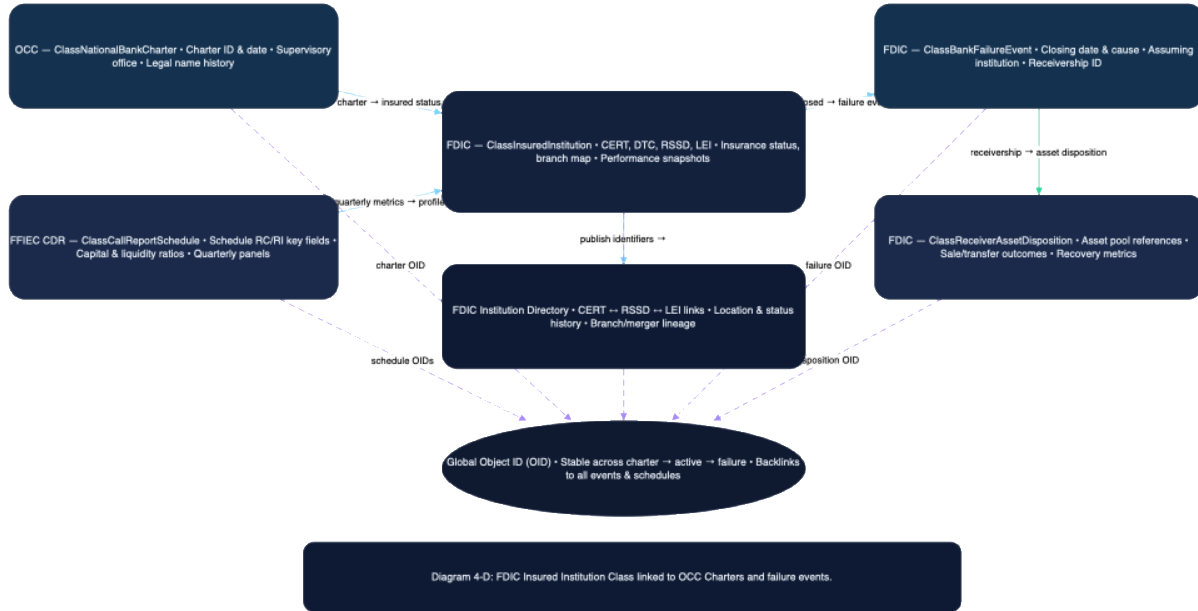 OCC — ClassNationalBankCharter • Charter ID & date • Supervisory
office • Legal name history
FDIC — ClassBankFailureEvent • Closing date & cause • Assuming
institution • Receivership ID
charter → insured status
osed → failure eve
FDIC — ClassInsuredInstitution • CERT, DTC, RSSD, LEI • Insurance status,
branch map • Performance snapshots
receivership → asset disposition
quarterly metrics → profile
FFIEC CDR — ClassCallReportSchedule • Schedule RC/RI key fields •
Capital & liquidity ratios • Quarterly panels
publish identifiers →
FDIC — ClassReceiverAssetDisposition • Asset pool references •
Sale/transfer outcomes • Recovery metrics
charter OID
failure OID
FDIC Institution Directory • CERT ↔ RSSD ↔ LEI links • Location & status
history • Branch/merger lineage
schedule OIDs
sposition OID
Global Object ID (OID) • Stable across charter → active → failure • Backlinks
to all events & schedules
Diagram 4-D: FDIC Insured Institution Class linked to OCC Charters and failure events.